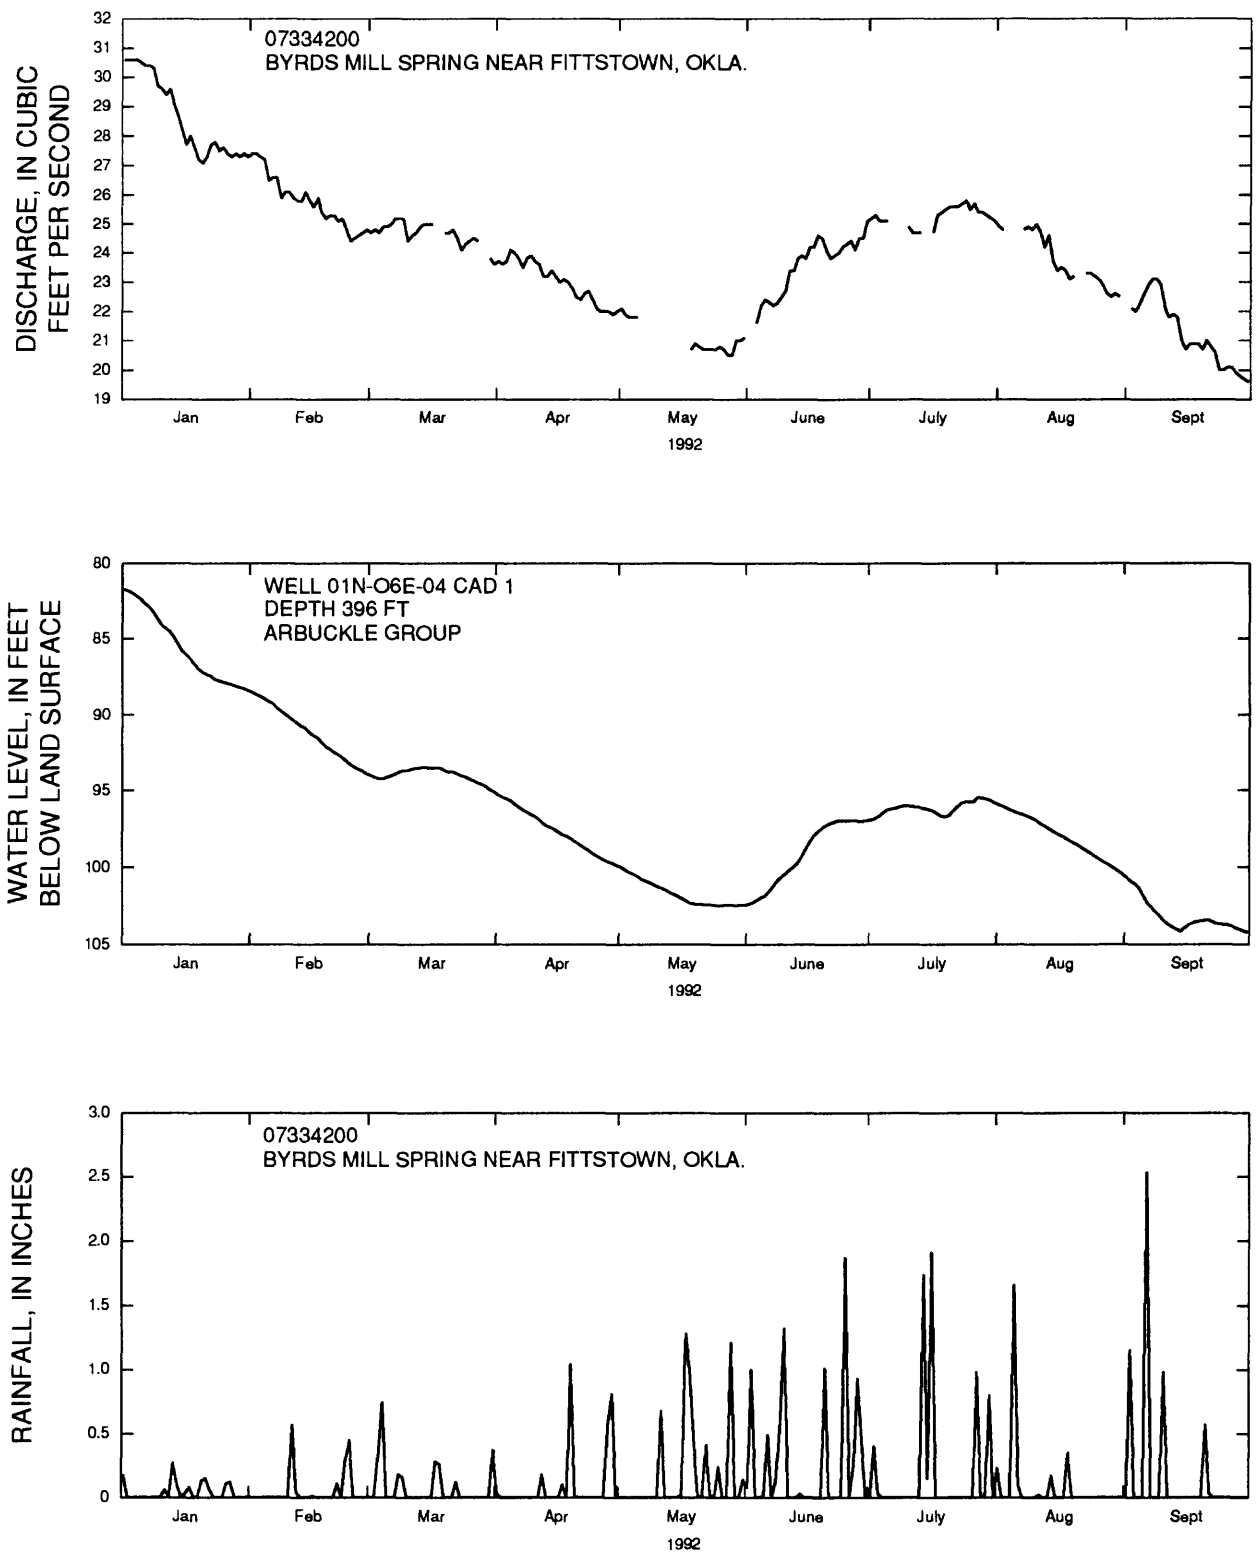 07334200
BYRDS MILL SPRING NEAR FITTSTOWN, OKLA.
DISCHARGE, IN CUBIC
FEET PER SECOND
32
31
30
29
28
27
26
25
24
23
22
21
20
19
Jan Feb Mar Apr May June July Aug Sept
1992
WELL 01N-O6E-04 CAD 1
DEPTH 396 FT
ARBUCKLE GROUP
WATER LEVEL, IN FEET
BELOW LAND SURFACE
80
85
90
95
100
105
Jan Feb Mar Apr May June July Aug Sept
1992
07334200
BYRDS MILL SPRING NEAR FITTSTOWN, OKLA.
RAINFALL, IN INCHES
3.0
2.5
2.0
1.5
1.0
0.5
0
Jan Feb Mar Apr May June July Aug Sept
1992